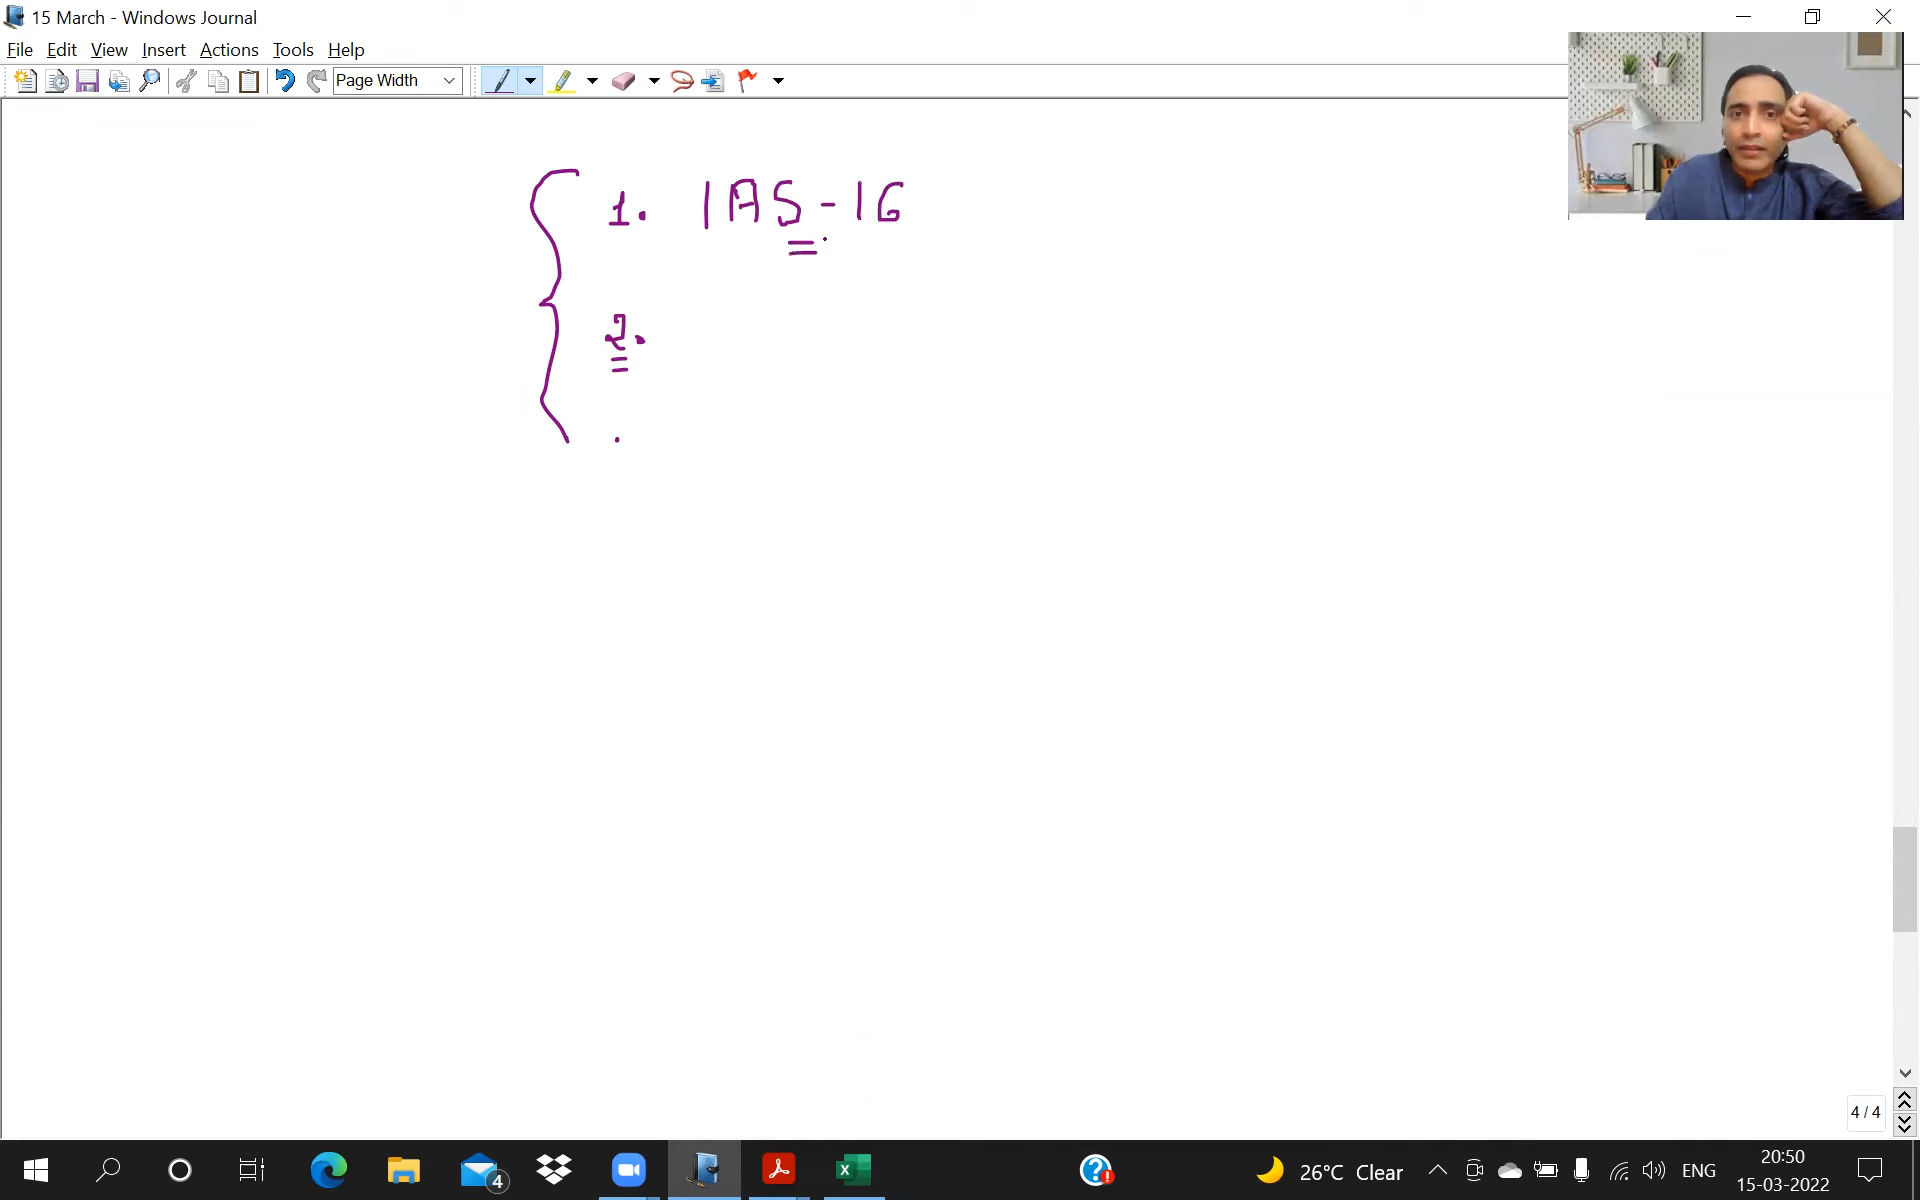 15 March - Windows Journal
File Edit View Insert Actions Tools Help
Page Width
1. IAS-16
2.
.
4 / 4
4
26°C Clear
ENG
20:50
15-03-2022